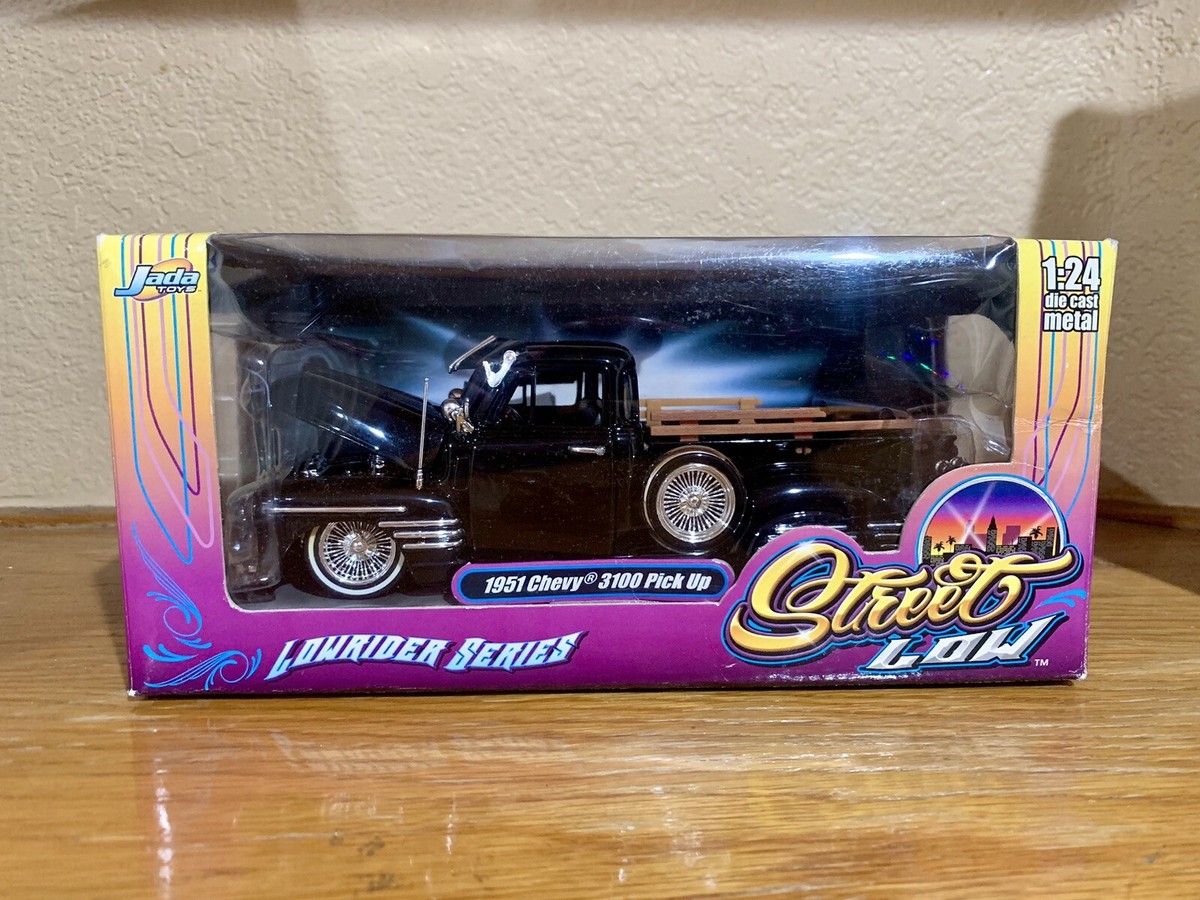 Jada
TOYS
1:24
die cast
metal
1951 Chevy® 3100 Pick Up
LOWRIDER SERIES
Street
LOW™